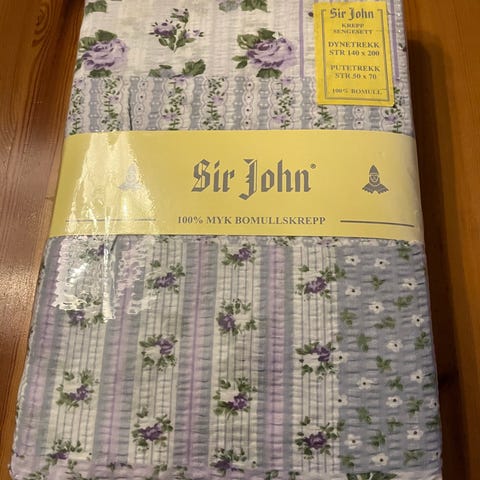 Sir John
KREPP
SENGESETT
DYNETREKK
STR 140 x 200
PUTETREKK
STR 50 x 70
100% BOMULL
Sir John®
100% MYK BOMULLSKREPP